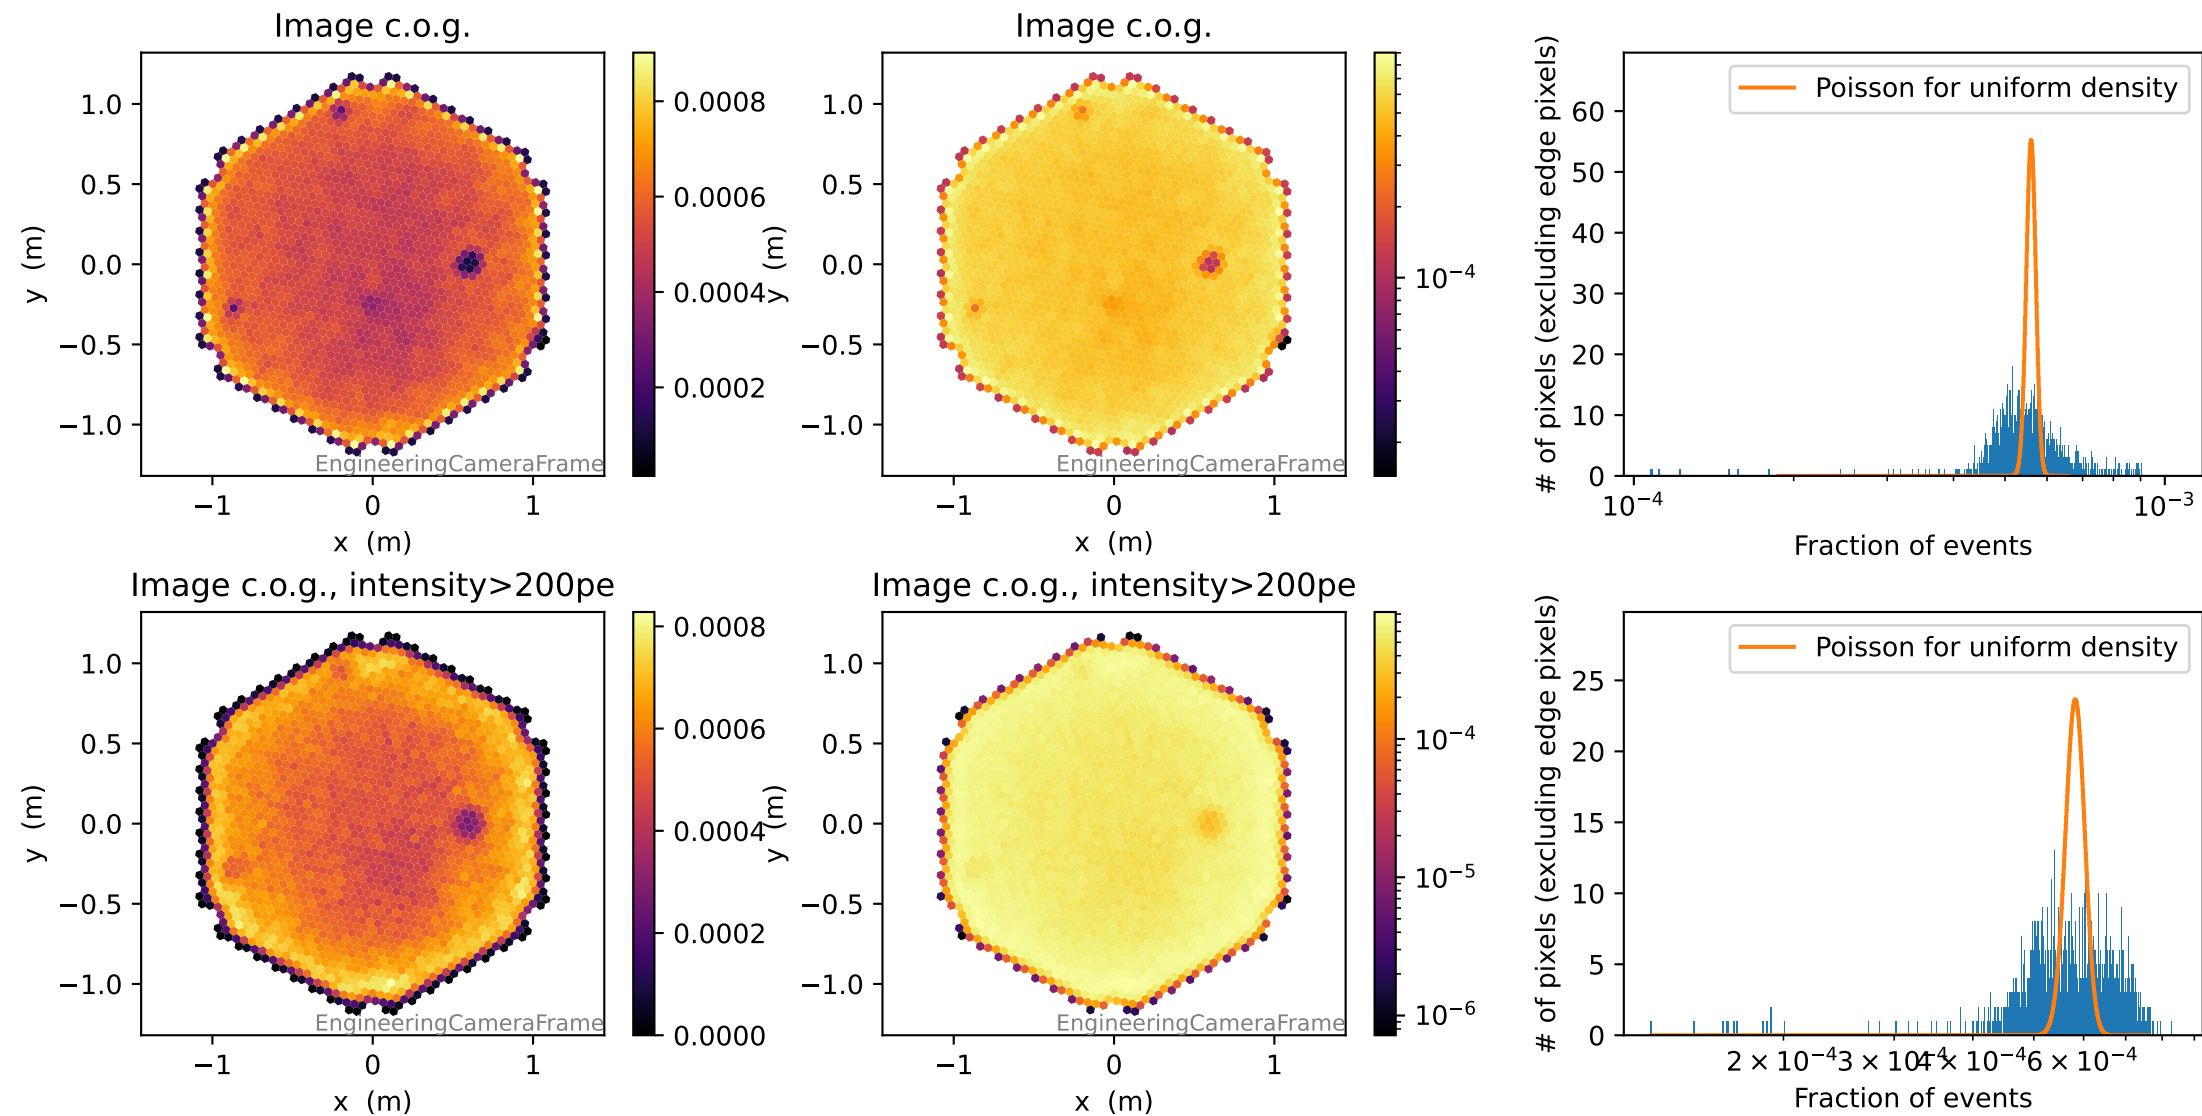 Image c.o.g.
1.0
0.5
0.0
−0.5
−1.0
y (m)
−1
0
1
x (m)
EngineeringCameraFrame
0.0008
0.0006
0.0004
0.0002
Image c.o.g.
1.0
0.5
0.0
−0.5
−1.0
y (m)
−1
0
1
x (m)
EngineeringCameraFrame
10⁻⁴
Poisson for uniform density
# of pixels (excluding edge pixels)
60
50
40
30
20
10
0
10⁻⁴
10⁻³
Fraction of events
Image c.o.g., intensity>200pe
1.0
0.5
0.0
−0.5
−1.0
y (m)
−1
0
1
x (m)
EngineeringCameraFrame
0.0008
0.0006
0.0004
0.0002
0.0000
Image c.o.g., intensity>200pe
1.0
0.5
0.0
−0.5
−1.0
y (m)
−1
0
1
x (m)
EngineeringCameraFrame
10⁻⁴
10⁻⁵
10⁻⁶
Poisson for uniform density
# of pixels (excluding edge pixels)
25
20
15
10
5
0
2 × 10⁻⁴
3 × 10⁻⁴
4 × 10⁻⁴
6 × 10⁻⁴
Fraction of events